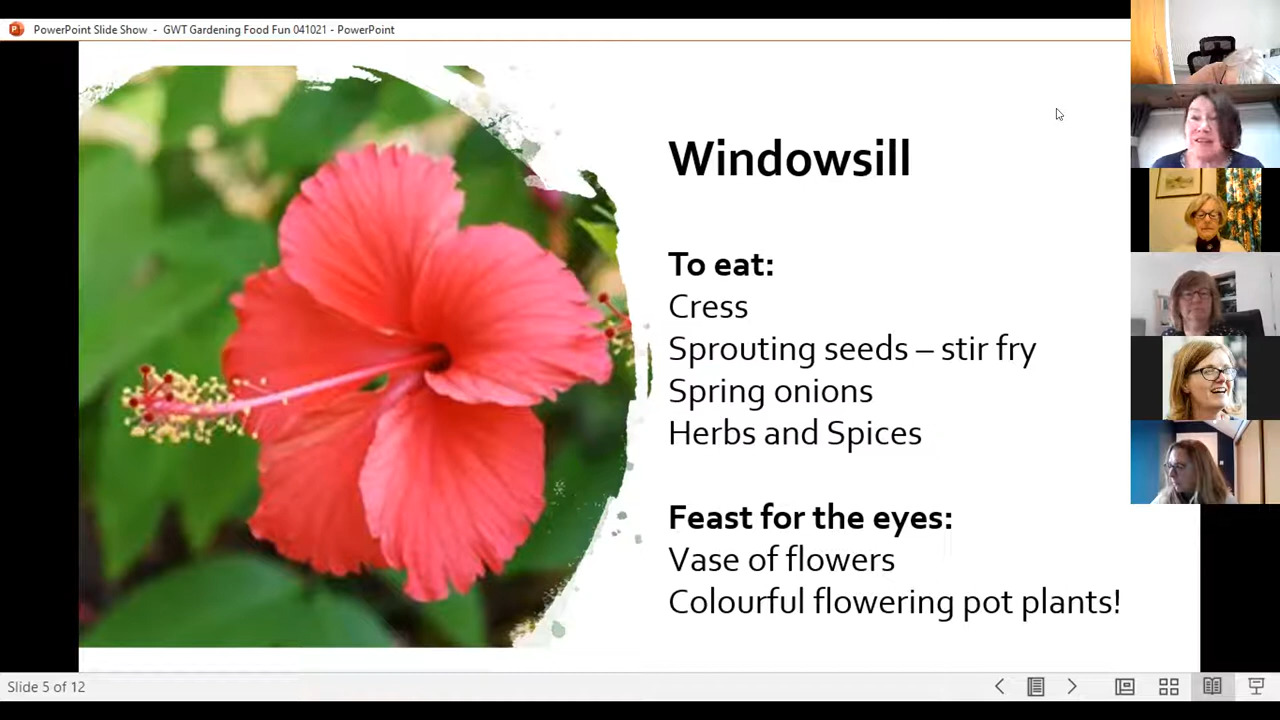 PowerPoint Slide Show - GWT Gardening Food Fun 041021 - PowerPoint
Windowsill
To eat:
Cress
Sprouting seeds – stir fry
Spring onions
Herbs and Spices
Feast for the eyes:
Vase of flowers
Colourful flowering pot plants!
Slide 5 of 12